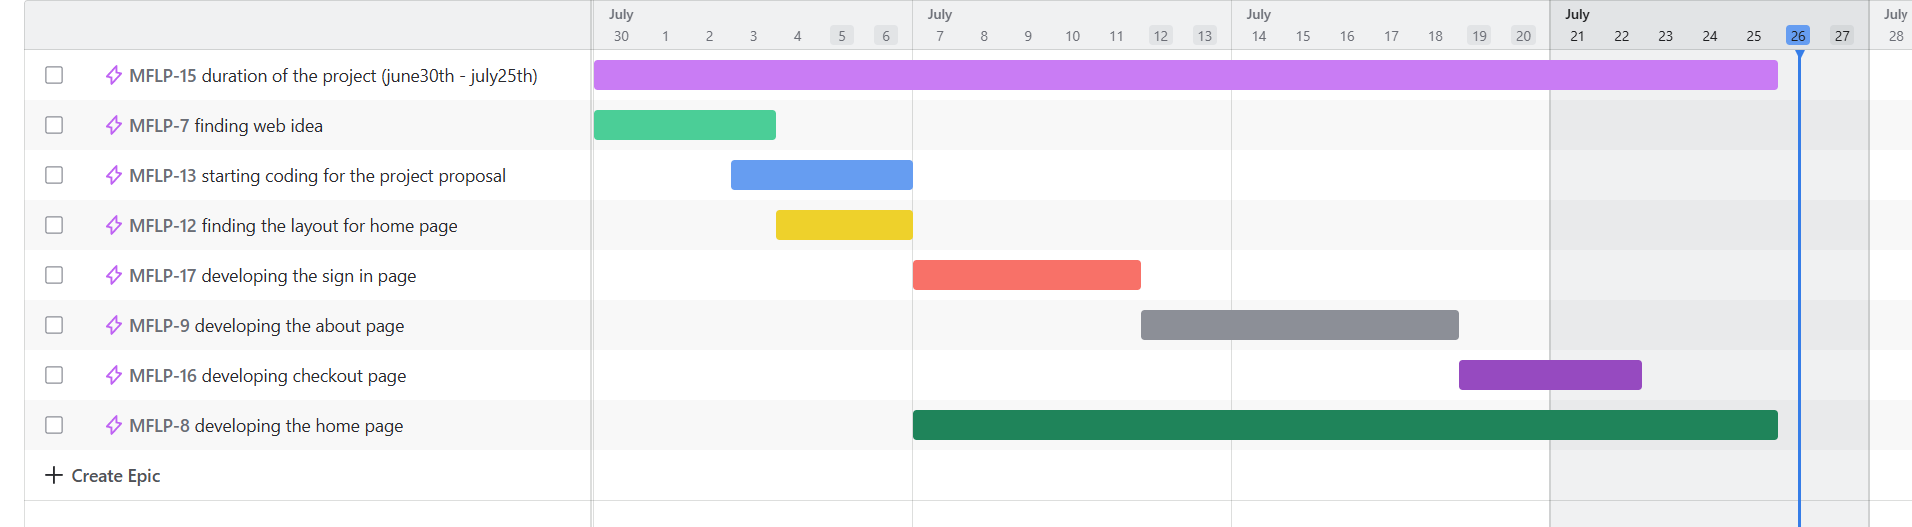 July July July July July
30 1 2 3 4 5 6 7 8 9 10 11 12 13 14 15 16 17 18 19 20 21 22 23 24 25 26 27 28
MFLP-15 duration of the project (june30th - july25th)
MFLP-7 finding web idea
MFLP-13 starting coding for the project proposal
MFLP-12 finding the layout for home page
MFLP-17 developing the sign in page
MFLP-9 developing the about page
MFLP-16 developing checkout page
MFLP-8 developing the home page
+ Create Epic